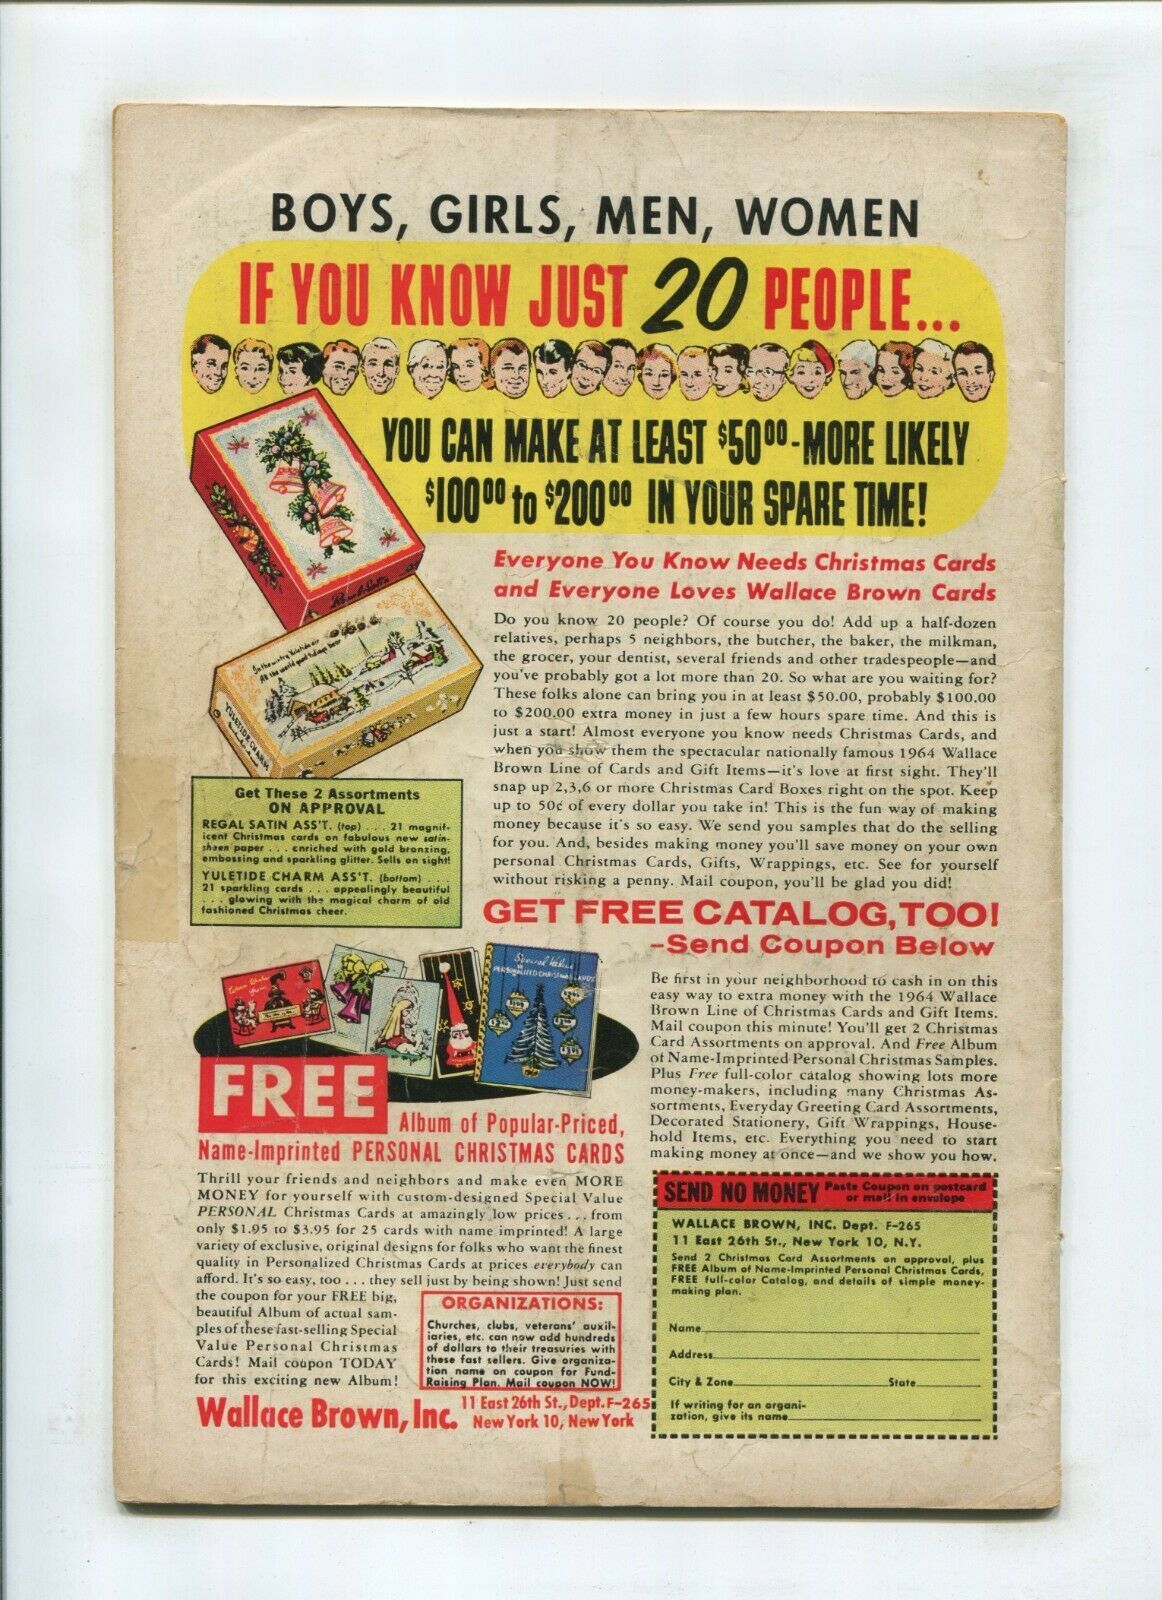 BOYS, GIRLS, MEN, WOMEN
IF YOU KNOW JUST 20 PEOPLE...
YOU CAN MAKE AT LEAST $50⁰⁰-MORE LIKELY
$100⁰⁰ to $200⁰⁰ IN YOUR SPARE TIME!
Everyone You Know Needs Christmas Cards
and Everyone Loves Wallace Brown Cards
Do you know 20 people? Of course you do! Add up a half-dozen
relatives, perhaps 5 neighbors, the butcher, the baker, the milkman,
the grocer, your dentist, several friends and other tradespeople—and
you've probably got a lot more than 20. So what are you waiting for?
These folks alone can bring you in at least $50.00, probably $100.00
to $200.00 extra money in just a few hours spare time. And this is
just a start! Almost everyone you know needs Christmas Cards, and
when you show them the spectacular nationally famous 1964 Wallace
Brown Line of Cards and Gift Items—it's love at first sight. They'll
snap up 2,3,6 or more Christmas Card Boxes right on the spot. Keep
up to 50¢ of every dollar you take in! This is the fun way of making
money because it's so easy. We send you samples that do the selling
for you. And, besides making money you'll save money on your own
personal Christmas Cards, Gifts, Wrappings, etc. See for yourself
without risking a penny. Mail coupon, you'll be glad you did!
Regal Satin
In the wintry Yuletide air
All the world good tidings bear
YULETIDE CHARM
Get These 2 Assortments
ON APPROVAL
REGAL SATIN ASS'T. (top) . . . 21 magnif-
icent Christmas cards on fabulous new satin-
sheen paper . . . enriched with gold bronzing,
embossing and sparkling glitter. Sells on sight!
YULETIDE CHARM ASS'T. (bottom) . . .
21 sparkling cards . . . appealingly beautiful
. . . glowing with the magical charm of old
fashioned Christmas cheer.
GET FREE CATALOG, TOO!
-Send Coupon Below
Be first in your neighborhood to cash in on this
easy way to extra money with the 1964 Wallace
Brown Line of Christmas Cards and Gift Items.
Mail coupon this minute! You'll get 2 Christmas
Card Assortments on approval. And Free Album
of Name-Imprinted Personal Christmas Samples.
Plus Free full-color catalog showing lots more
money-makers, including many Christmas As-
sortments, Everyday Greeting Card Assortments,
Decorated Stationery, Gift Wrappings, House-
hold Items, etc. Everything you need to start
making money at once—and we show you how.
Special Value
PERSONALIZED CHRISTMAS CARDS
FREE
Album of Popular-Priced,
Name-Imprinted PERSONAL CHRISTMAS CARDS
Thrill your friends and neighbors and make even MORE
MONEY for yourself with custom-designed Special Value
PERSONAL Christmas Cards at amazingly low prices . . . from
only $1.95 to $3.95 for 25 cards with name imprinted! A large
variety of exclusive, original designs for folks who want the finest
quality in Personalized Christmas Cards at prices everybody can
afford. It's so easy, too . . . they sell just by being shown! Just send
the coupon for your FREE big,
beautiful Album of actual sam-
ples of these fast-selling Special
Value Personal Christmas
Cards! Mail coupon TODAY
for this exciting new Album!
ORGANIZATIONS:
Churches, clubs, veterans' auxil-
iaries, etc. can now add hundreds
of dollars to their treasuries with
these fast sellers. Give organiza-
tion name on coupon for Fund-
Raising Plan. Mail coupon NOW!
Wallace Brown, Inc. 11 East 26th St., Dept. F-265
New York 10, New York
SEND NO MONEY Paste Coupon on postcard
or mail in envelope
WALLACE BROWN, INC. Dept. F-265
11 East 26th St., New York 10, N.Y.
Send 2 Christmas Card Assortments on approval, plus
FREE Album of Name-Imprinted Personal Christmas Cards,
FREE full-color Catalog, and details of simple money-
making plan.
Name
Address
City & Zone State
If writing for an organi-
zation, give its name